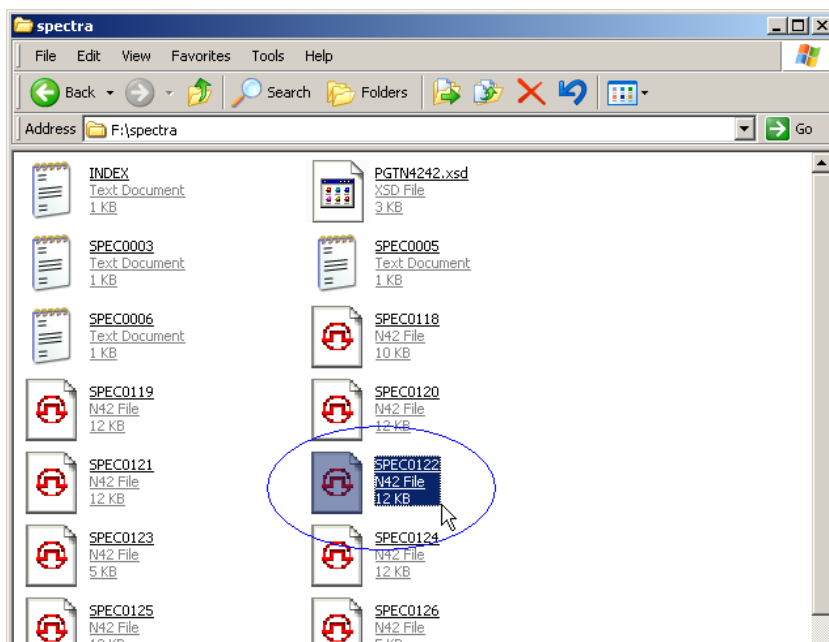 spectra
File Edit View Favorites Tools Help
Back Search Folders
Address F:\spectra Go
INDEX
Text Document
1 KB
PGTN4242.xsd
XSD File
3 KB
SPEC0003
Text Document
1 KB
SPEC0005
Text Document
1 KB
SPEC0006
Text Document
1 KB
SPEC0118
N42 File
10 KB
SPEC0119
N42 File
12 KB
SPEC0120
N42 File
12 KB
SPEC0121
N42 File
12 KB
SPEC0122
N42 File
12 KB
SPEC0123
N42 File
5 KB
SPEC0124
N42 File
12 KB
SPEC0125
N42 File
SPEC0126
N42 File